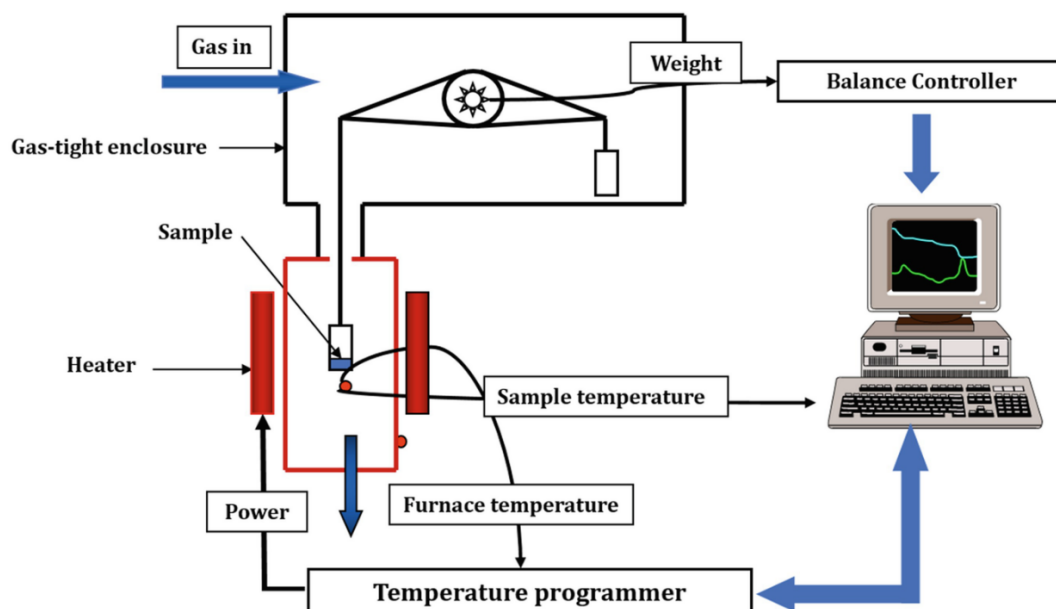 Gas in
Weight
Balance Controller
Gas-tight enclosure
Sample
Heater
Sample temperature
Power
Furnace temperature
Temperature programmer